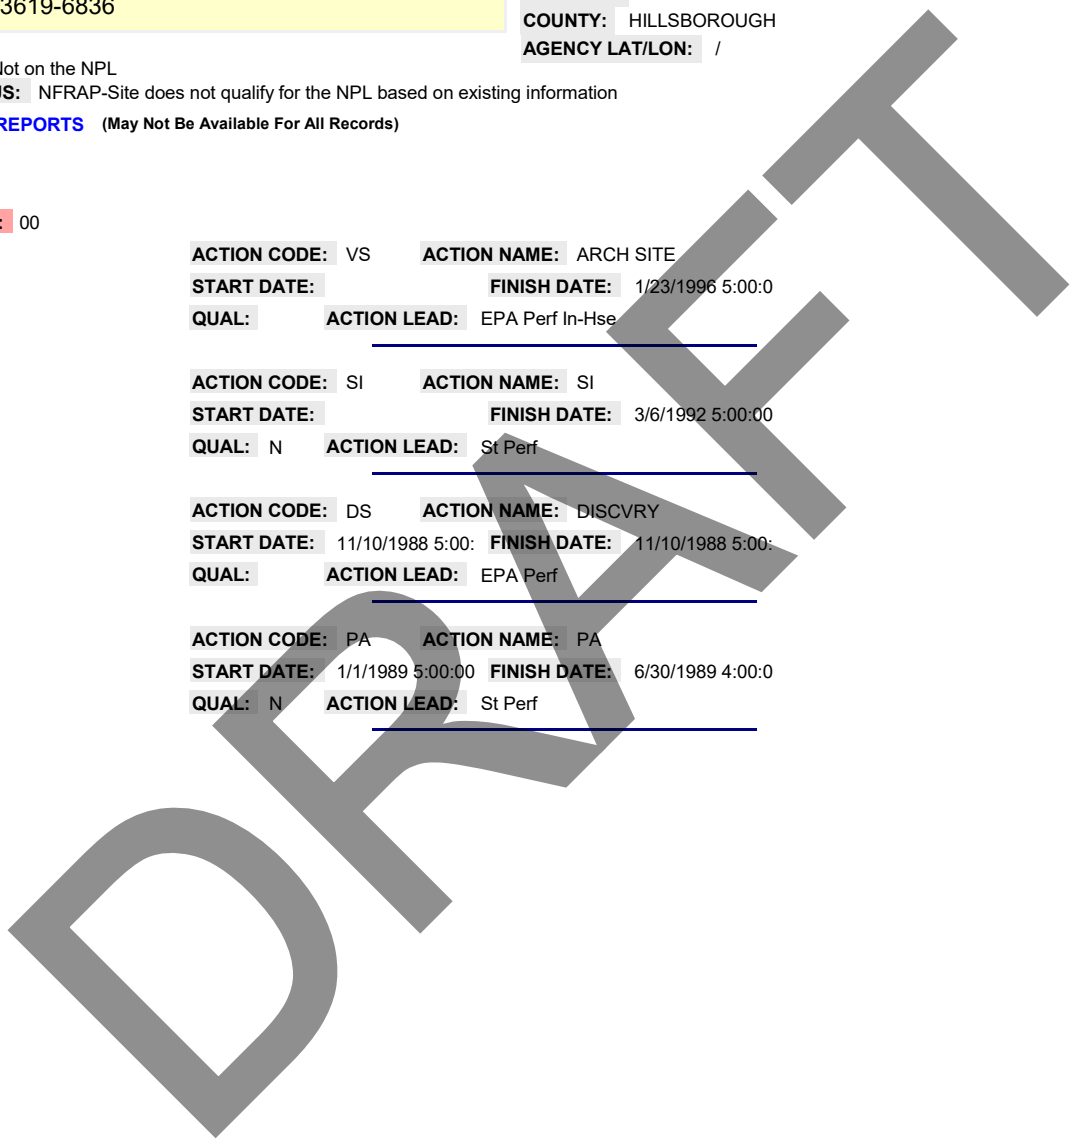 3619-6836
COUNTY: HILLSBOROUGH
AGENCY LAT/LON: /
Not on the NPL
US: NFRAP-Site does not qualify for the NPL based on existing information
REPORTS (May Not Be Available For All Records)
: 00
ACTION CODE: VS ACTION NAME: ARCH SITE
START DATE: FINISH DATE: 1/23/1996 5:00:0
QUAL: ACTION LEAD: EPA Perf In-Hse
ACTION CODE: SI ACTION NAME: SI
START DATE: FINISH DATE: 3/6/1992 5:00:00
QUAL: N ACTION LEAD: St Perf
ACTION CODE: DS ACTION NAME: DISCVRY
START DATE: 11/10/1988 5:00: FINISH DATE: 11/10/1988 5:00:
QUAL: ACTION LEAD: EPA Perf
ACTION CODE: PA ACTION NAME: PA
START DATE: 1/1/1989 5:00:00 FINISH DATE: 6/30/1989 4:00:0
QUAL: N ACTION LEAD: St Perf
DRAFT